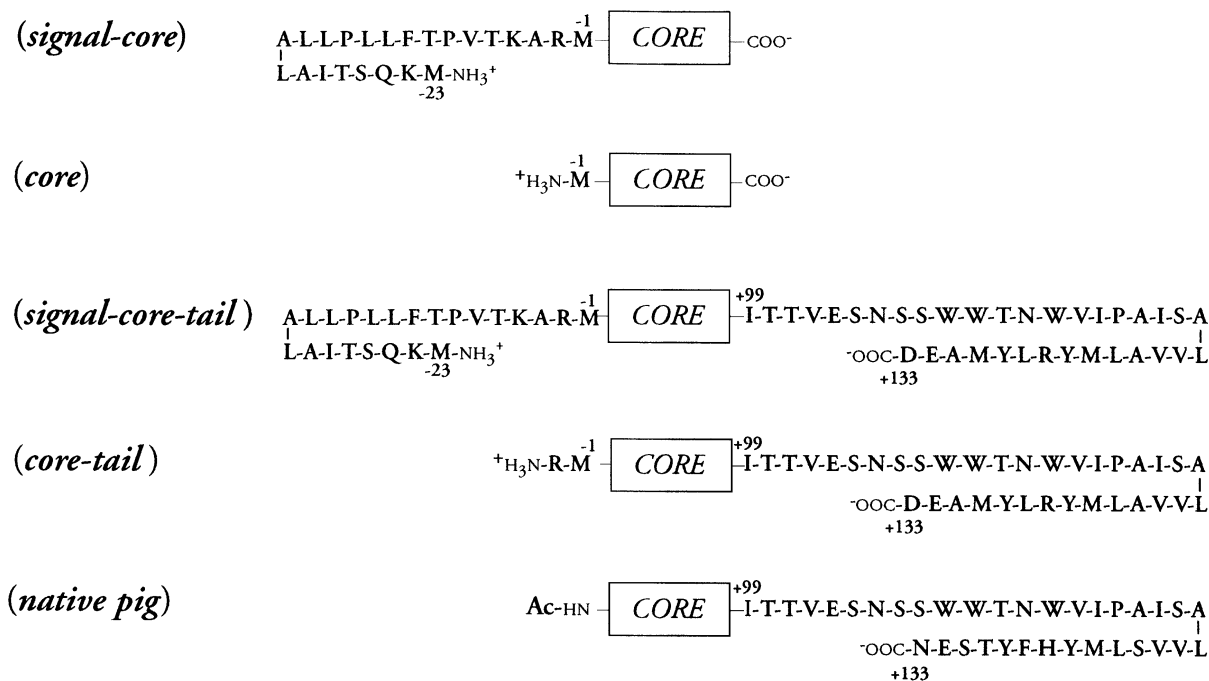 -1
(signal-core) A-L-L-P-L-L-F-T-P-V-T-K-A-R-M- CORE -COO-
L-A-I-T-S-Q-K-M-NH3+
-23
-1
(core) +H3N-M- CORE -COO-
-1 +99
(signal-core-tail) A-L-L-P-L-L-F-T-P-V-T-K-A-R-M- CORE -I-T-T-V-E-S-N-S-S-W-W-T-N-W-V-I-P-A-I-S-A
L-A-I-T-S-Q-K-M-NH3+ -OOC-D-E-A-M-Y-L-R-Y-M-L-A-V-V-L
-23 +133
-1 +99
(core-tail) +H3N-R-M- CORE -I-T-T-V-E-S-N-S-S-W-W-T-N-W-V-I-P-A-I-S-A
-OOC-D-E-A-M-Y-L-R-Y-M-L-A-V-V-L
+133
+99
(native pig) Ac-HN- CORE -I-T-T-V-E-S-N-S-S-W-W-T-N-W-V-I-P-A-I-S-A
-OOC-N-E-S-T-Y-F-H-Y-M-L-S-V-V-L
+133